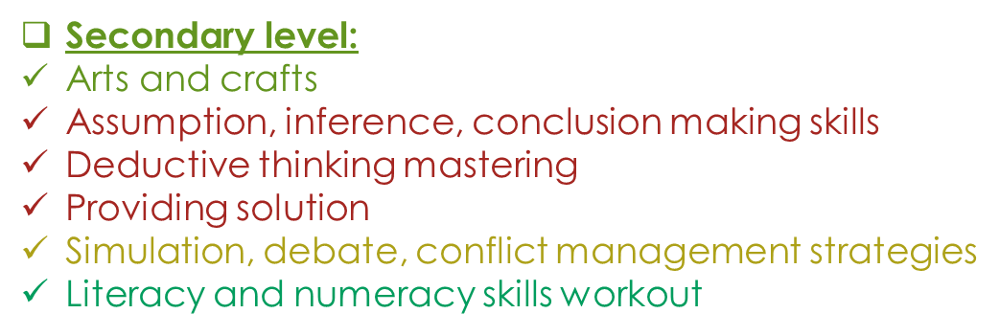 ❑ Secondary level:
✓ Arts and crafts
✓ Assumption, inference, conclusion making skills
✓ Deductive thinking mastering
✓ Providing solution
✓ Simulation, debate, conflict management strategies
✓ Literacy and numeracy skills workout